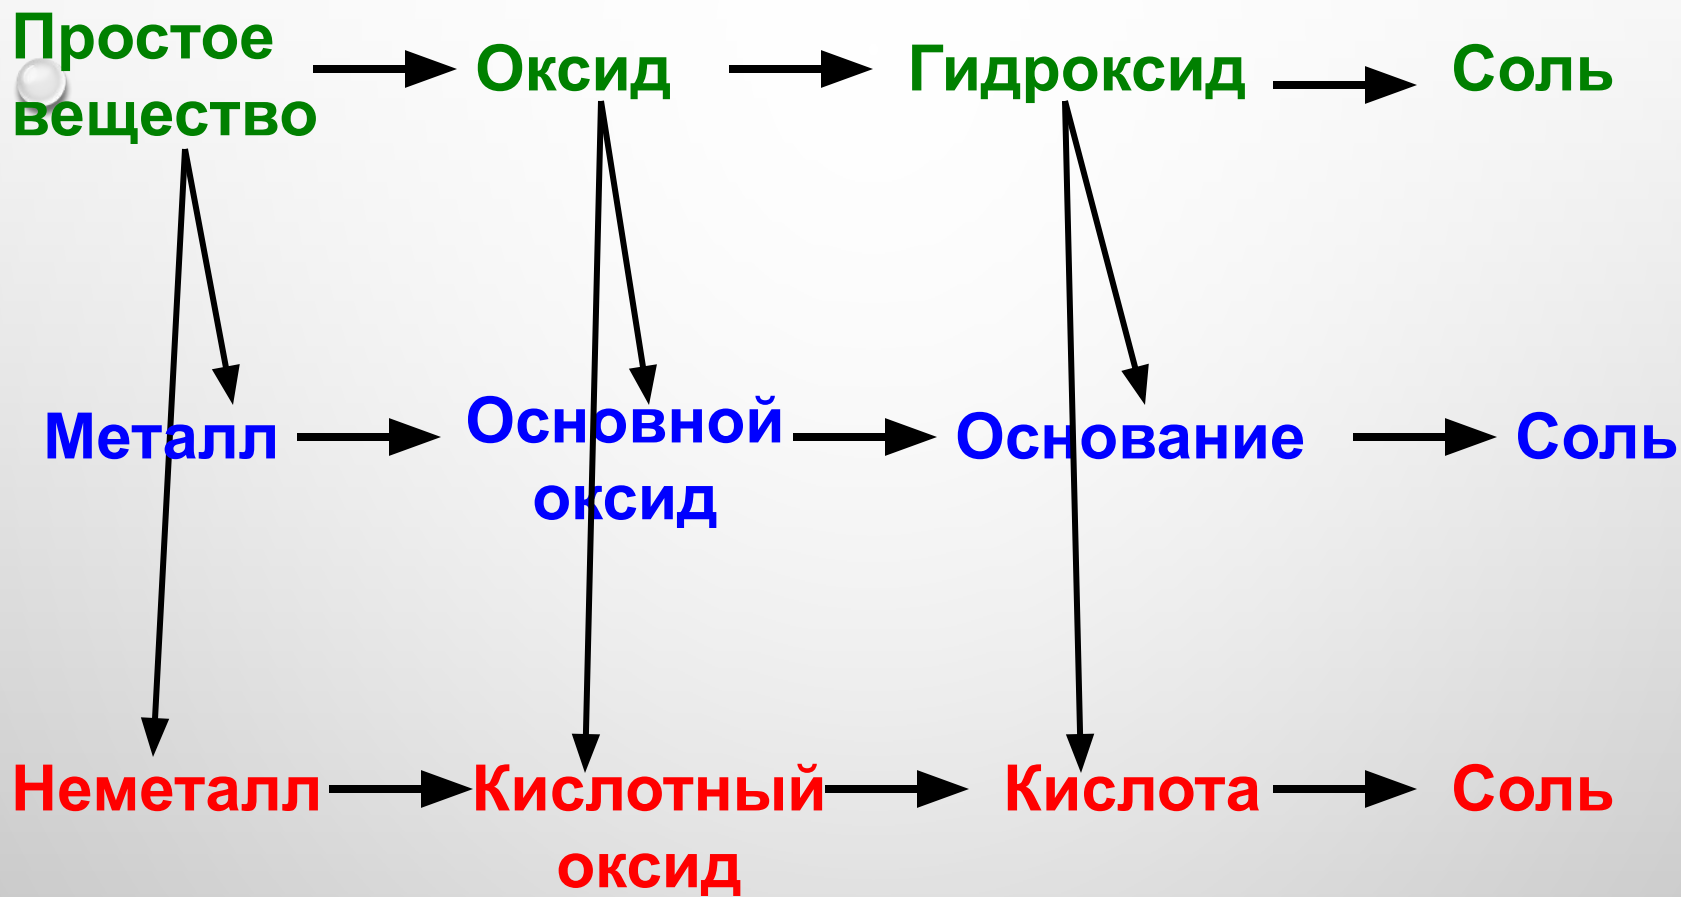 Простое
вещество
Оксид
Гидроксид
Соль
Металл
Основной
оксид
Основание
Соль
Неметалл
Кислотный
оксид
Кислота
Соль